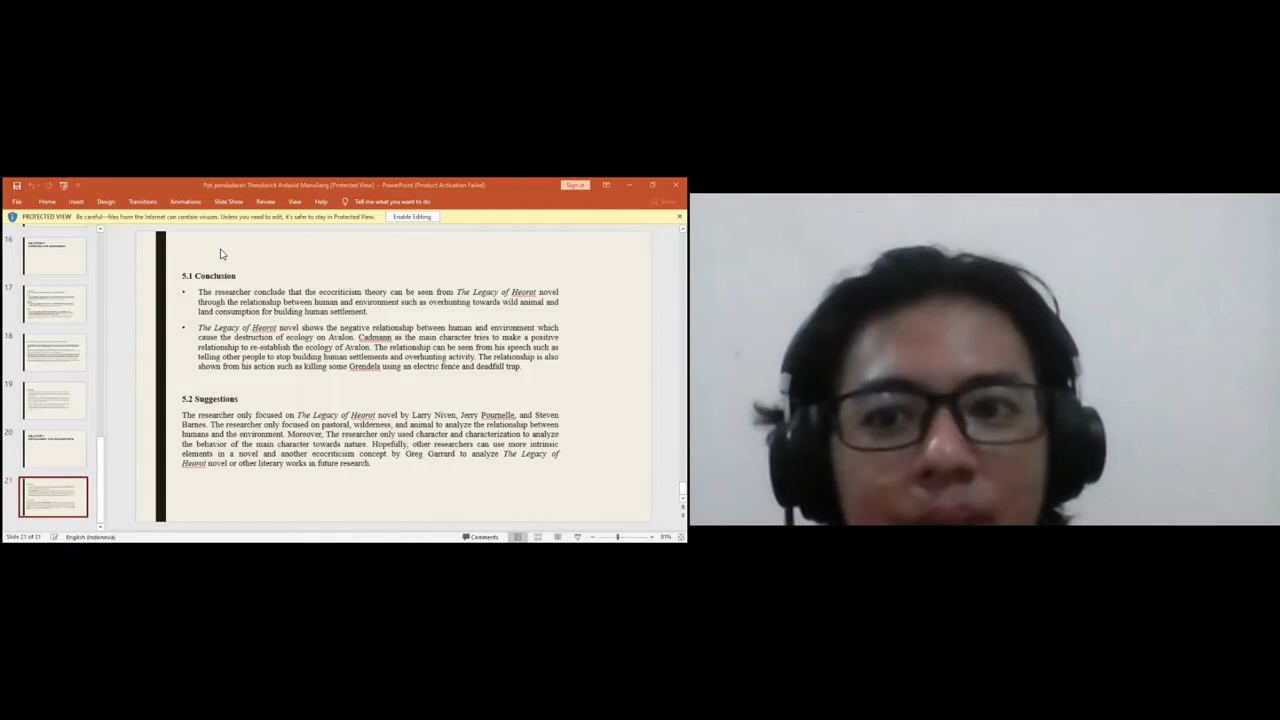 Ppt pendadaran Theodorick Ardavid Manullang [Protected View] - PowerPoint (Product Activation Failed)
Sign in
File Home Insert Design Transitions Animations Slide Show Review View Help Tell me what you want to do
Share
PROTECTED VIEW Be careful—files from the Internet can contain viruses. Unless you need to edit, it's safer to stay in Protected View. Enable Editing
16
17
18
19
20
21
5.1 Conclusion
• The researcher conclude that the ecocriticism theory can be seen from The Legacy of Heorot novel
through the relationship between human and environment such as overhunting towards wild animal and
land consumption for building human settlement.
• The Legacy of Heorot novel shows the negative relationship between human and environment which
cause the destruction of ecology on Avalon. Cadmann as the main character tries to make a positive
relationship to re-establish the ecology of Avalon. The relationship can be seen from his speech such as
telling other people to stop building human settlements and overhunting activity. The relationship is also
shown from his action such as killing some Grendela using an electric fence and deadfall trap.
5.2 Suggestions
The researcher only focused on The Legacy of Heorot novel by Larry Niven, Jerry Pournelle, and Steven
Barnes. The researcher only focused on pastoral, wilderness, and animal to analyze the relationship between
humans and the environment. Moreover, The researcher only used character and characterization to analyze
the behavior of the main character towards nature. Hopefully, other researchers can use more intrinsic
elements in a novel and another ecocriticism concept by Greg Garrard to analyze The Legacy of
Heorot novel or other literary works in future research.
Slide 21 of 21 English (Indonesia) Comments 81%